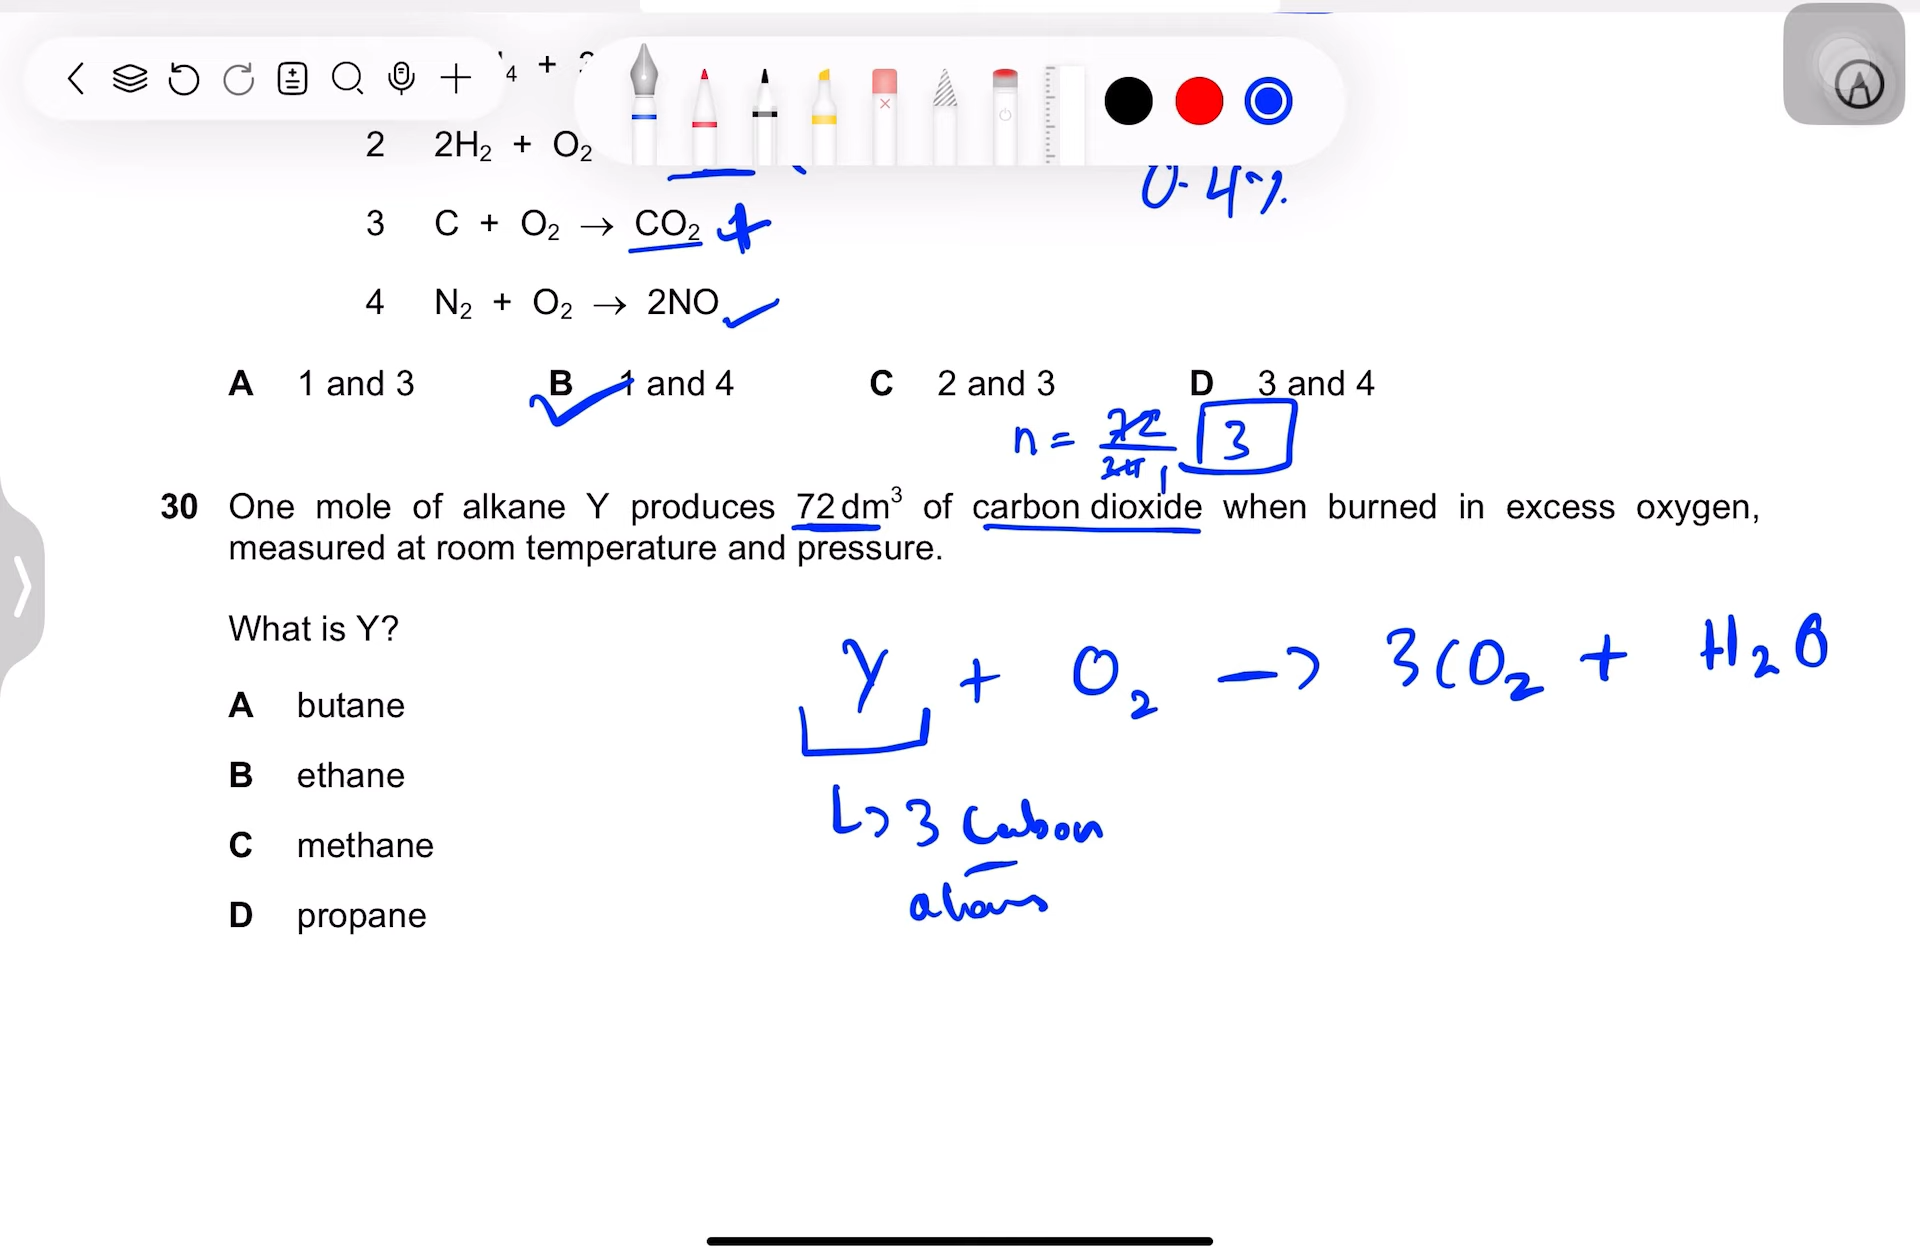 4 +
2 2H₂ + O₂
0.4%
3 C + O₂ → CO₂
4 N₂ + O₂ → 2NO
A 1 and 3 B 1 and 4 C 2 and 3 D 3 and 4
n = 72/24 1 3
30 One mole of alkane Y produces 72 dm³ of carbon dioxide when burned in excess oxygen,
measured at room temperature and pressure.
What is Y?
Y + O₂ → 3CO₂ + H₂O
A butane
B ethane
↳ 3 Carbon
C methane
atoms
D propane